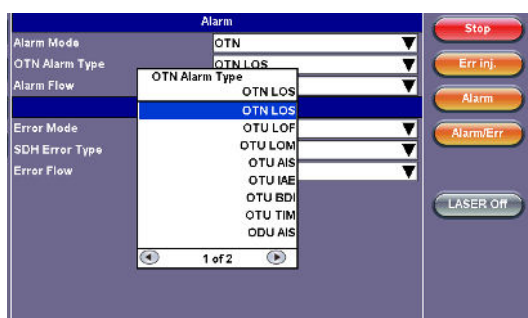 Alarm
Alarm Mode OTN
OTN Alarm Type OTN LOS
Alarm Flow
OTN Alarm Type
OTN LOS
OTN LOS
OTU LOF
OTU LOM
OTU AIS
OTU IAE
OTU BDI
OTU TIM
ODU AIS
1 of 2
Error Mode
SDH Error Type
Error Flow
Stop
Err inj.
Alarm
Alarm/Err
LASER Off